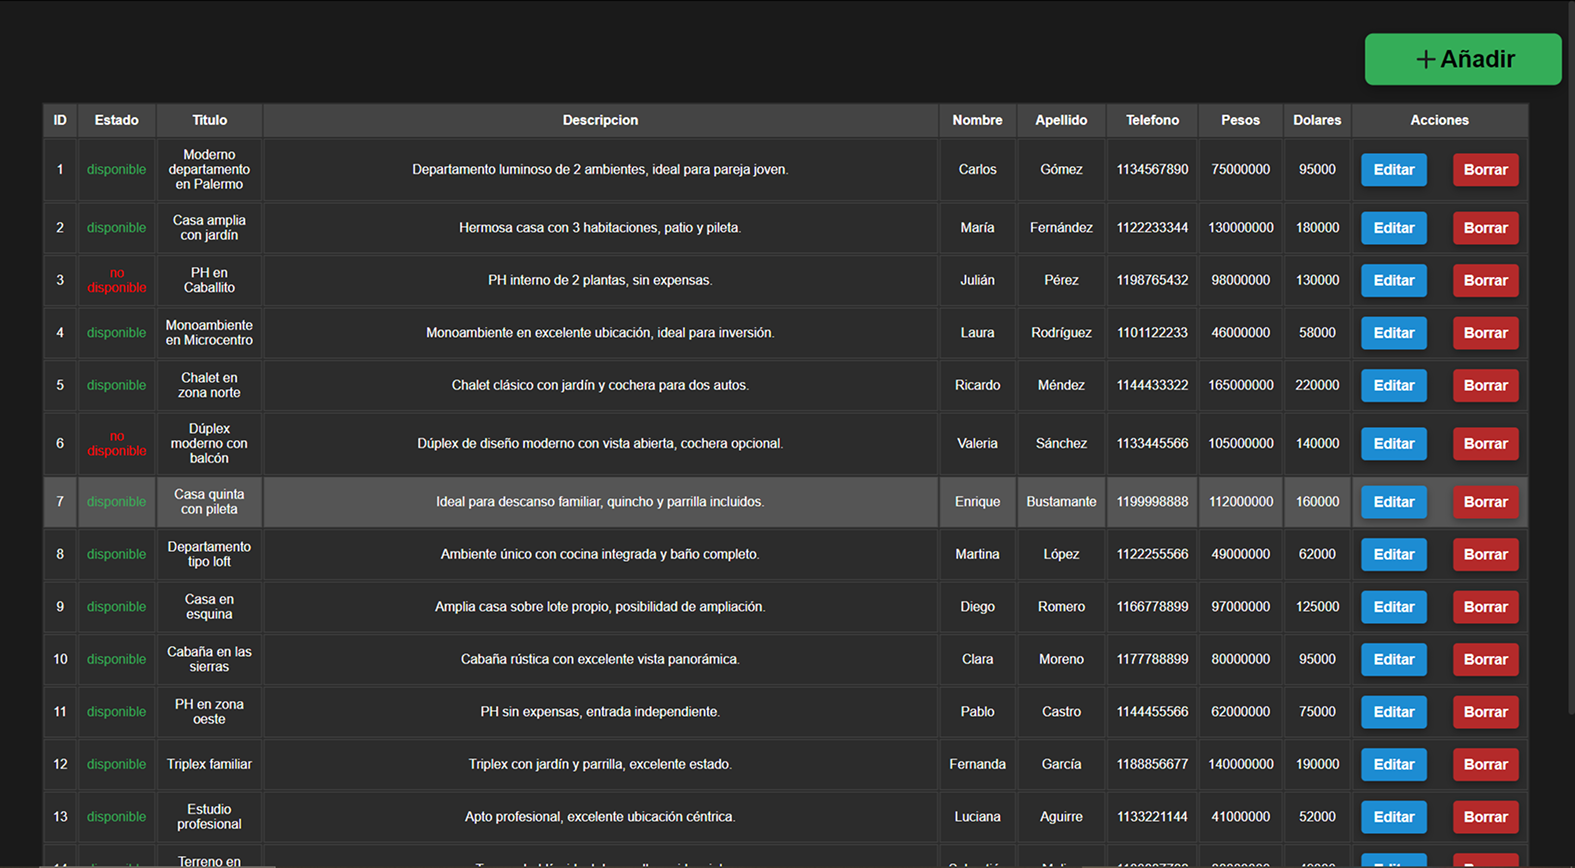 + Añadir
ID Estado Titulo Descripcion Nombre Apellido Telefono Pesos Dolares Acciones
1 disponible Moderno departamento en Palermo Departamento luminoso de 2 ambientes, ideal para pareja joven. Carlos Gómez 1134567890 75000000 95000 Editar Borrar
2 disponible Casa amplia con jardín Hermosa casa con 3 habitaciones, patio y pileta. María Fernández 1122233344 130000000 180000 Editar Borrar
3 no disponible PH en Caballito PH interno de 2 plantas, sin expensas. Julián Pérez 1198765432 98000000 130000 Editar Borrar
4 disponible Monoambiente en Microcentro Monoambiente en excelente ubicación, ideal para inversión. Laura Rodríguez 1101122233 46000000 58000 Editar Borrar
5 disponible Chalet en zona norte Chalet clásico con jardín y cochera para dos autos. Ricardo Méndez 1144433322 165000000 220000 Editar Borrar
6 no disponible Dúplex moderno con balcón Dúplex de diseño moderno con vista abierta, cochera opcional. Valeria Sánchez 1133445566 105000000 140000 Editar Borrar
7 disponible Casa quinta con pileta Ideal para descanso familiar, quincho y parrilla incluidos. Enrique Bustamante 1199998888 112000000 160000 Editar Borrar
8 disponible Departamento tipo loft Ambiente único con cocina integrada y baño completo. Martina López 1122255566 49000000 62000 Editar Borrar
9 disponible Casa en esquina Amplia casa sobre lote propio, posibilidad de ampliación. Diego Romero 1166778899 97000000 125000 Editar Borrar
10 disponible Cabaña en las sierras Cabaña rústica con excelente vista panorámica. Clara Moreno 1177788899 80000000 95000 Editar Borrar
11 disponible PH en zona oeste PH sin expensas, entrada independiente. Pablo Castro 1144455566 62000000 75000 Editar Borrar
12 disponible Triplex familiar Triplex con jardín y parrilla, excelente estado. Fernanda García 1188856677 140000000 190000 Editar Borrar
13 disponible Estudio profesional Apto profesional, excelente ubicación céntrica. Luciana Aguirre 1133221144 41000000 52000 Editar Borrar
Terreno en